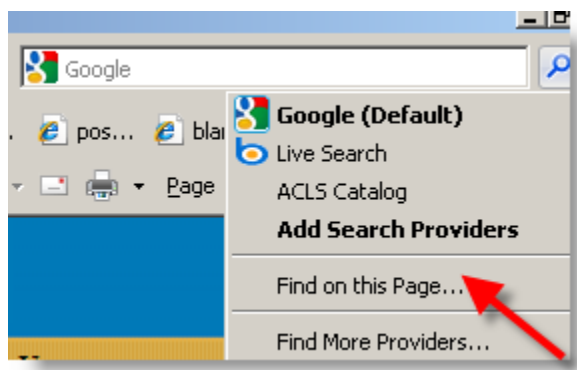 Google
pos... blar
Page
Google (Default)
Live Search
ACLS Catalog
Add Search Providers
Find on this Page...
Find More Providers...